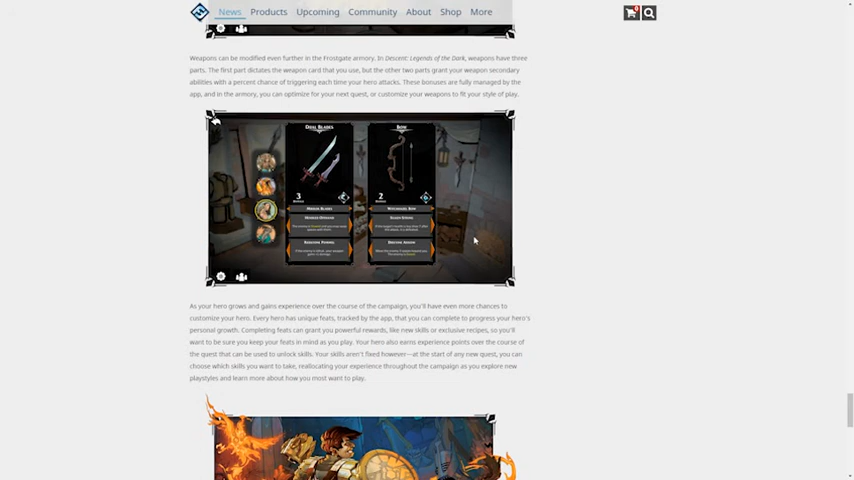 News Products Upcoming Community About Shop More
Weapons can be modified even further in the Frostgate armory. In Descent: Legends of the Dark, weapons have three
parts. The first part dictates the weapon card that you use, but the other two parts grant your weapon secondary
abilities with a percent chance of triggering each time your hero attacks. These bonuses are fully managed by the
app, and in the armory, you can optimize for your next quest, or customize your weapons to fit your style of play.
Dual Blades
Bow
3
2
As your hero grows and gains experience over the course of the campaign, you'll have even more chances to
customize your hero. Every hero has unique feats, tracked by the app, that you can complete to progress your hero's
personal growth. Completing feats can grant you powerful rewards, like new skills or exclusive recipes, so you'll
want to be sure you keep your feats in mind as you play. Your hero also earns experience points over the course of
the quest that can be used to unlock skills. Your skills aren't fixed however—at the start of any new quest, you can
choose which skills you want to take, reallocating your experience throughout the campaign as you explore new
playstyles and learn more about how you most want to play.